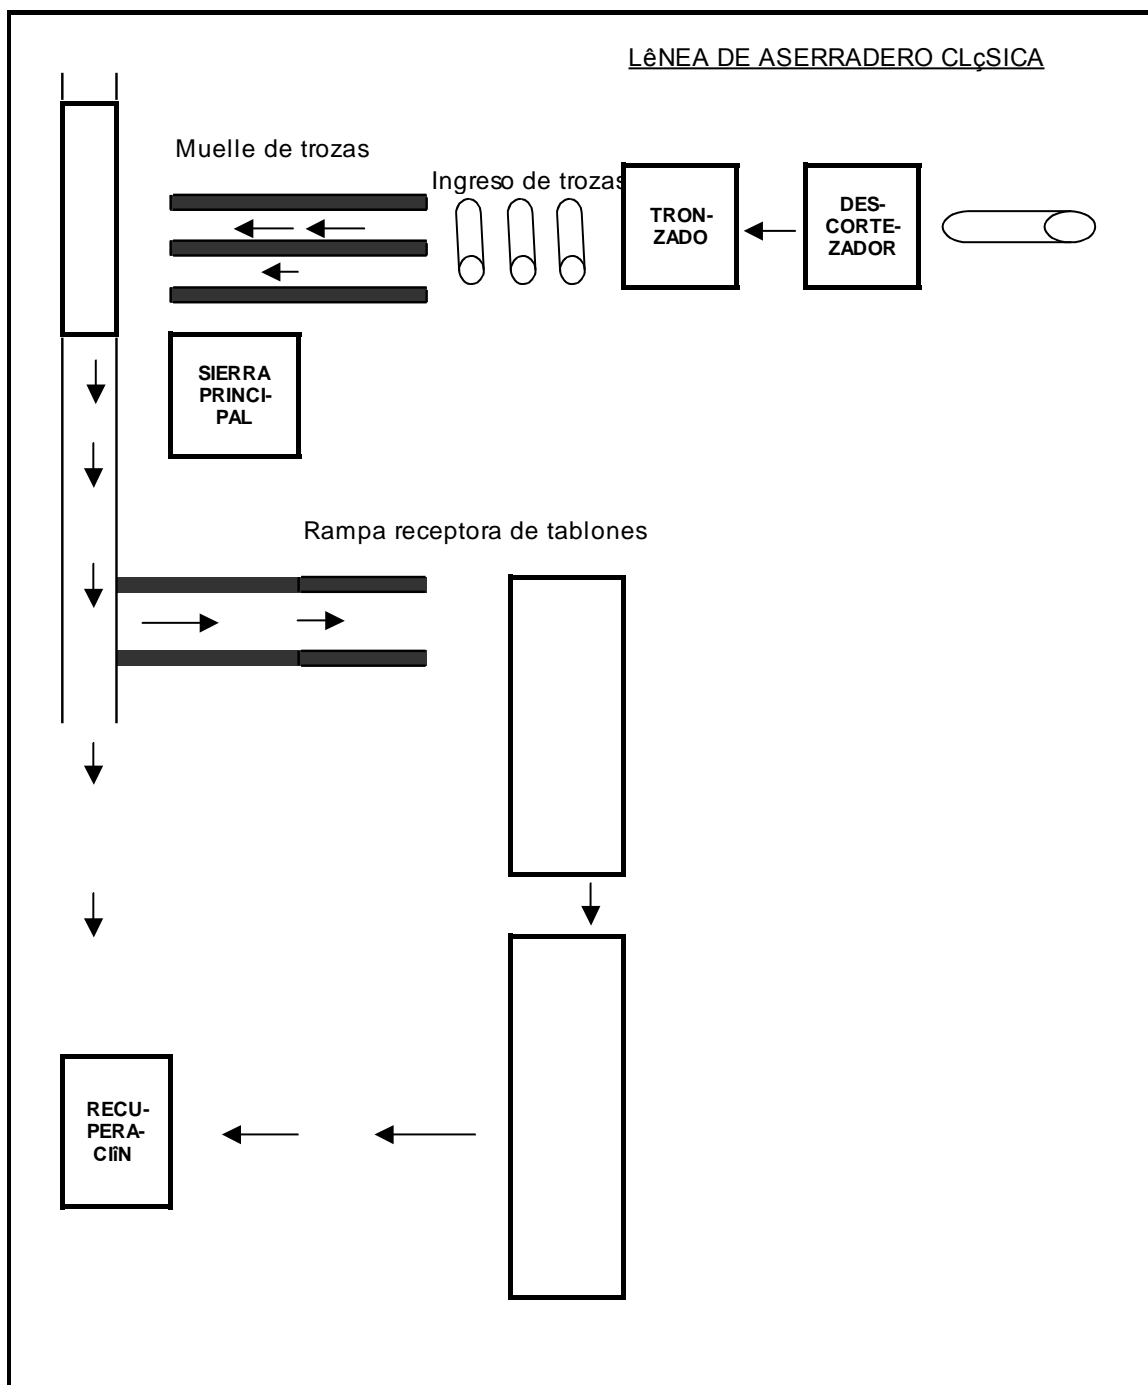 LêNEA DE ASERRADERO CLçSICA
Muelle de trozas
Ingreso de trozas
TRON-
ZADO
DES-
CORTE-
ZADOR
SIERRA
PRINCI-
PAL
Rampa receptora de tablones
RECU-
PERA-
CIîN